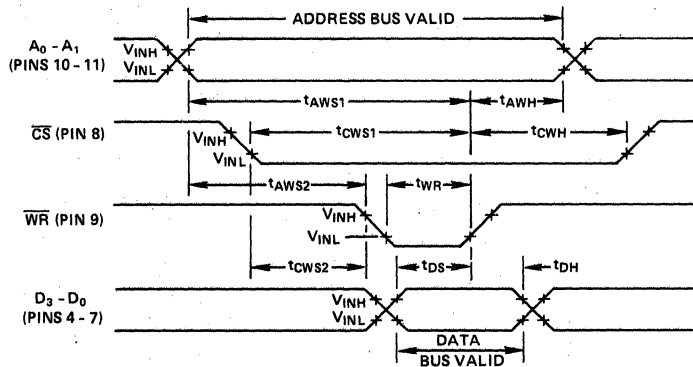 ADDRESS BUS VALID
A0 - A1
(PINS 10 - 11)
VINH
VINL
tAWS1
tAWH
CS (PIN 8)
VINH
VINL
tCWS1
tCWH
tAWS2
tWR
WR (PIN 9)
VINH
VINL
tCWS2
tDS
tDH
D3 - D0
(PINS 4 - 7)
VINH
VINL
DATA
BUS VALID